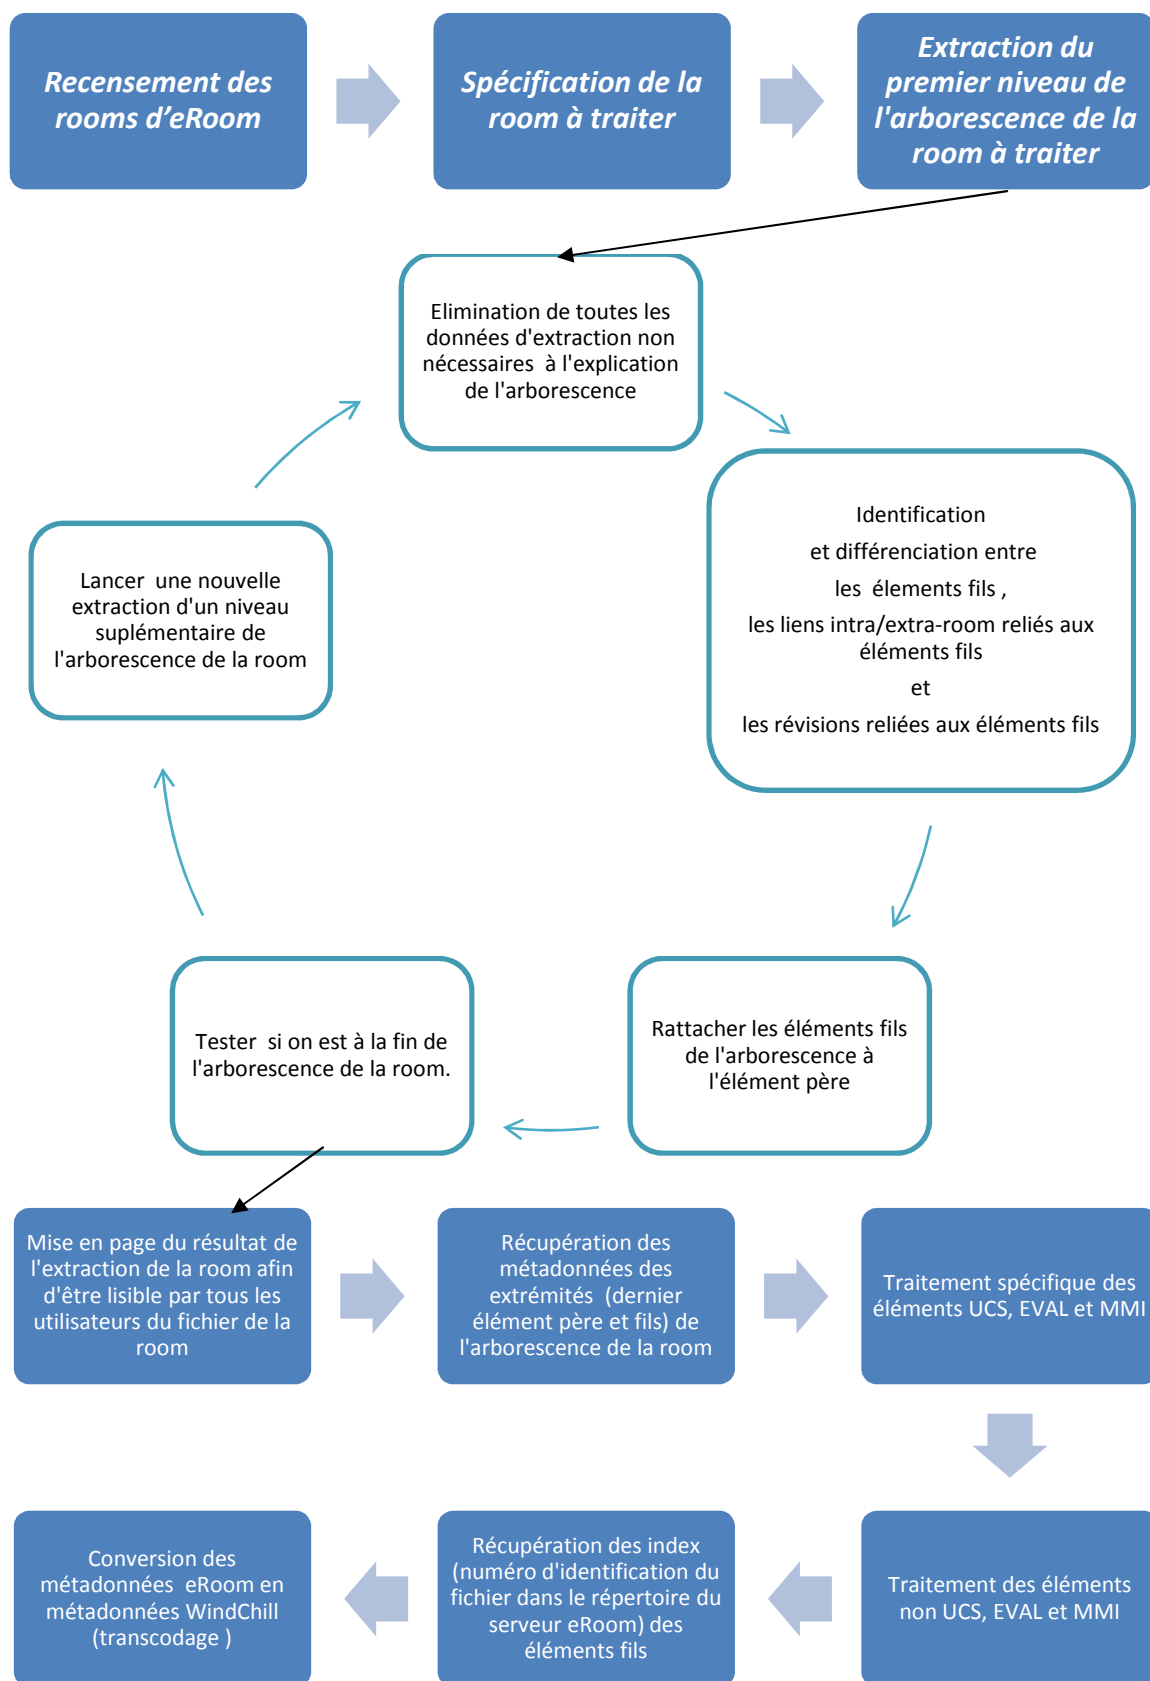 Recensement des
rooms d’eRoom
Spécification de la
room à traiter
Extraction du
premier niveau de
l'arborescence de la
room à traiter
Elimination de toutes les
données d'extraction non
nécessaires à l'explication
de l'arborescence
Identification
et différenciation entre
les élements fils ,
les liens intra/extra-room reliés aux
éléments fils
et
les révisions reliées aux éléments fils
Lancer une nouvelle
extraction d'un niveau
suplémentaire de
l'arborescence de la room
Rattacher les éléments fils
de l'arborescence à
l'élément père
Tester si on est à la fin de
l'arborescence de la room.
Mise en page du résultat de
l'extraction de la room afin
d'être lisible par tous les
utilisateurs du fichier de la
room
Récupération des
métadonnées des
extrémités (dernier
élément père et fils) de
l'arborescence de la room
Traitement spécifique des
éléments UCS, EVAL et MMI
Traitement des éléments
non UCS, EVAL et MMI
Récupération des index
(numéro d'identification du
fichier dans le répertoire du
serveur eRoom) des
éléments fils
Conversion des
métadonnées eRoom en
métadonnées WindChill
(transcodage )